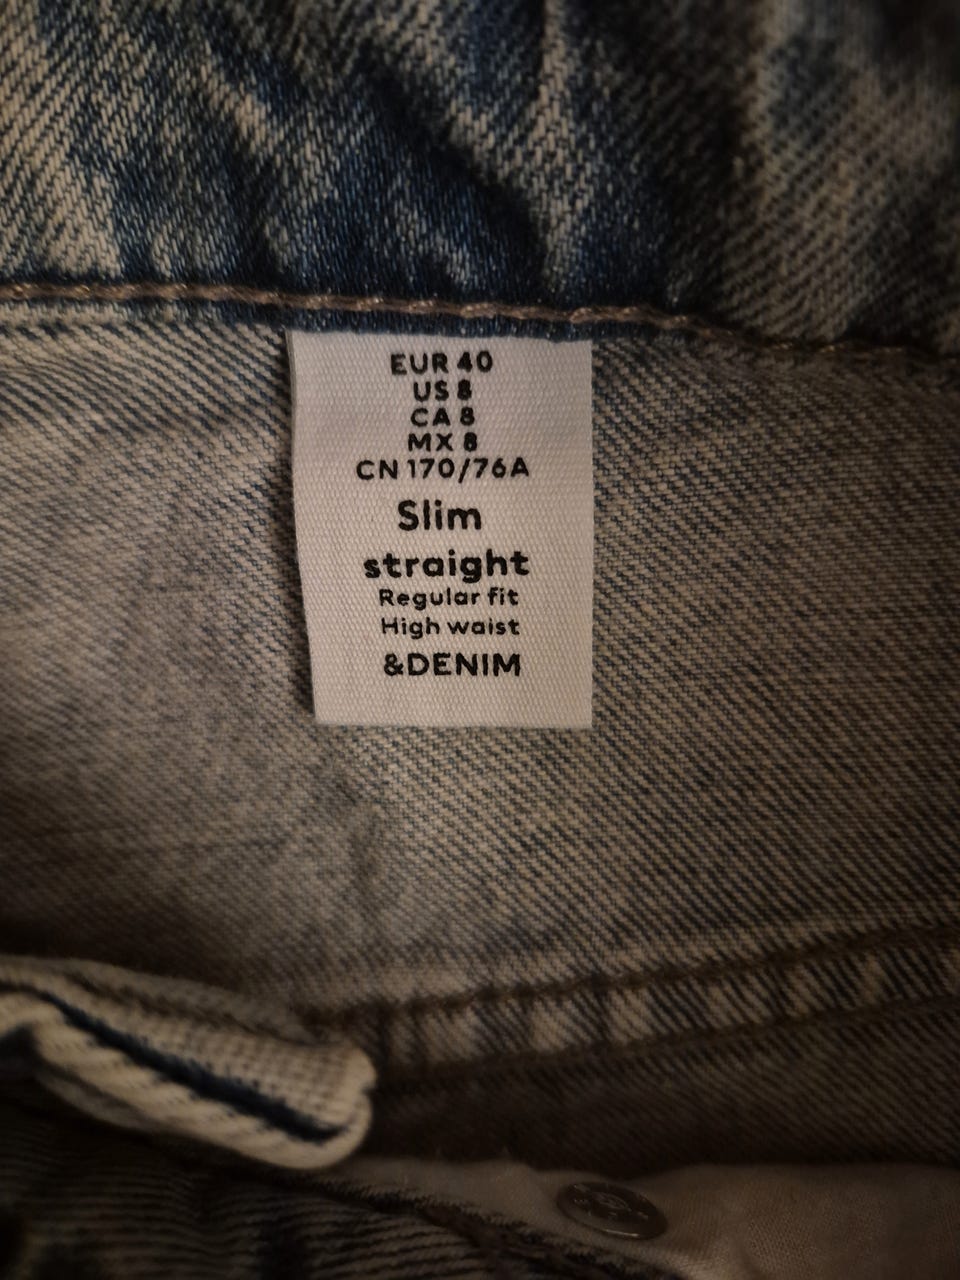 EUR 40
US 8
CA 8
MX 8
CN 170/76A
Slim
straight
Regular fit
High waist
&DENIM